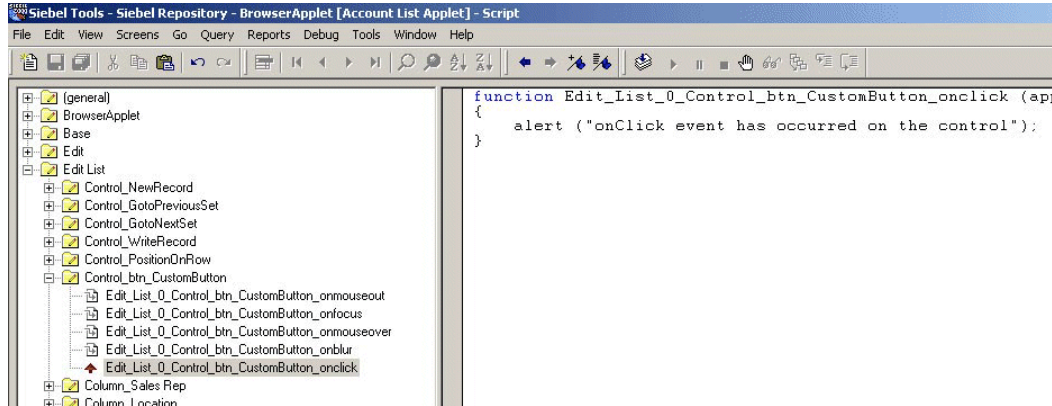 Siebel Tools - Siebel Repository - BrowserApplet [Account List Applet] - Script
File Edit View Screens Go Query Reports Debug Tools Window Help
(general)
BrowserApplet
Base
Edit
Edit List
Control_NewRecord
Control_GotoPreviousSet
Control_GotoNextSet
Control_WriteRecord
Control_PositionOnRow
Control_btn_CustomButton
Edit_List_0_Control_btn_CustomButton_onmouseout
Edit_List_0_Control_btn_CustomButton_onfocus
Edit_List_0_Control_btn_CustomButton_onmouseover
Edit_List_0_Control_btn_CustomButton_onblur
Edit_List_0_Control_btn_CustomButton_onclick
Column_Sales Rep
Column_Location
function Edit_List_0_Control_btn_CustomButton_onclick (app
{
alert ("onClick event has occurred on the control");
}